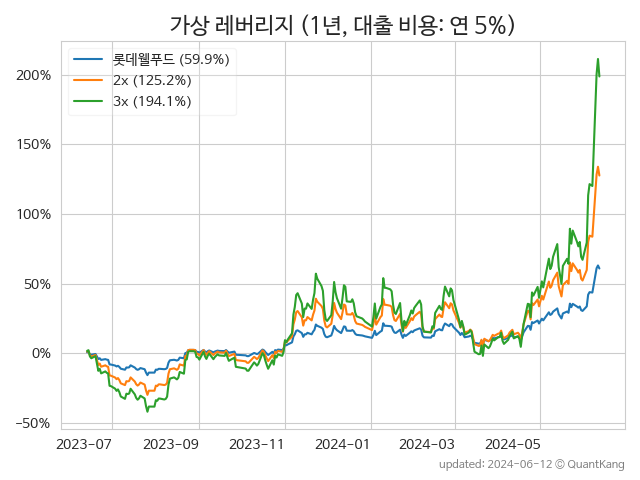 가상 레버리지 (1년, 대출 비용: 연 5%)
롯데웰푸드 (59.9%)
2x (125.2%)
3x (194.1%)
200%
150%
100%
50%
0%
−50%
2023-07
2023-09
2023-11
2024-01
2024-03
2024-05
updated: 2024-06-12 © QuantKang